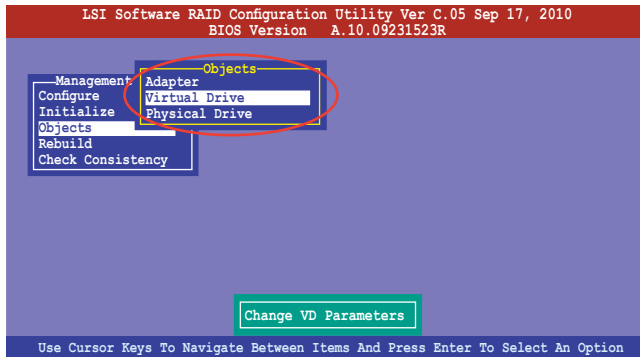 LSI Software RAID Configuration Utility Ver C.05 Sep 17, 2010
BIOS Version A.10.09231523R
Management
Configure
Initialize
Objects
Rebuild
Check Consistency
Objects
Adapter
Virtual Drive
Physical Drive
Change VD Parameters
Use Cursor Keys To Navigate Between Items And Press Enter To Select An Option